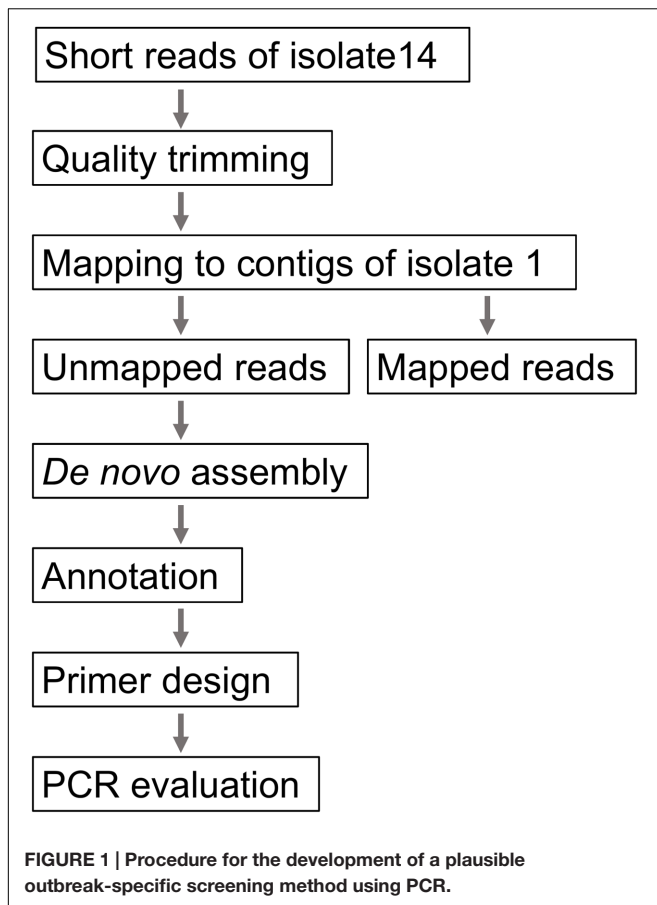 Short reads of isolate14
Quality trimming
Mapping to contigs of isolate 1
Unmapped reads
Mapped reads
De novo assembly
Annotation
Primer design
PCR evaluation
FIGURE 1 | Procedure for the development of a plausible
outbreak-specific screening method using PCR.